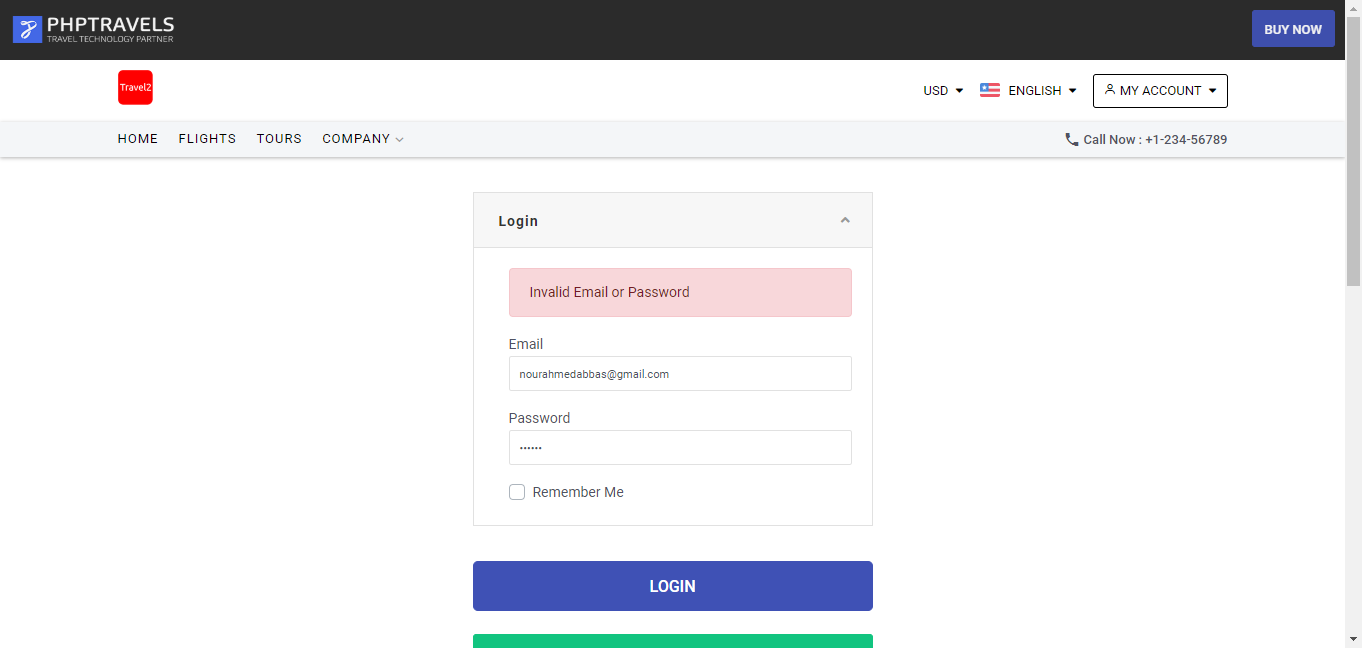 PHPTRAVELS
TRAVEL TECHNOLOGY PARTNER
BUY NOW
Travel2
USD
ENGLISH
MY ACCOUNT
HOME
FLIGHTS
TOURS
COMPANY
Call Now : +1-234-56789
Login
Invalid Email or Password
Email
nourahmedabbas@gmail.com
Password
••••••
Remember Me
LOGIN